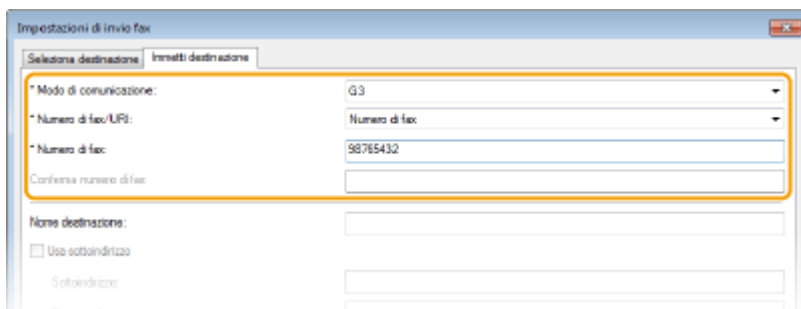 Impostazioni di invio fax
Seleziona destinazione Immetti destinazione
* Modo di comunicazione: G3
* Numero di fax/URI: Numero di fax
* Numero di fax: 98765432
Conferma numero di fax
Nome destinazione:
Usa sottoindirizzo
Sottoindirizzo: